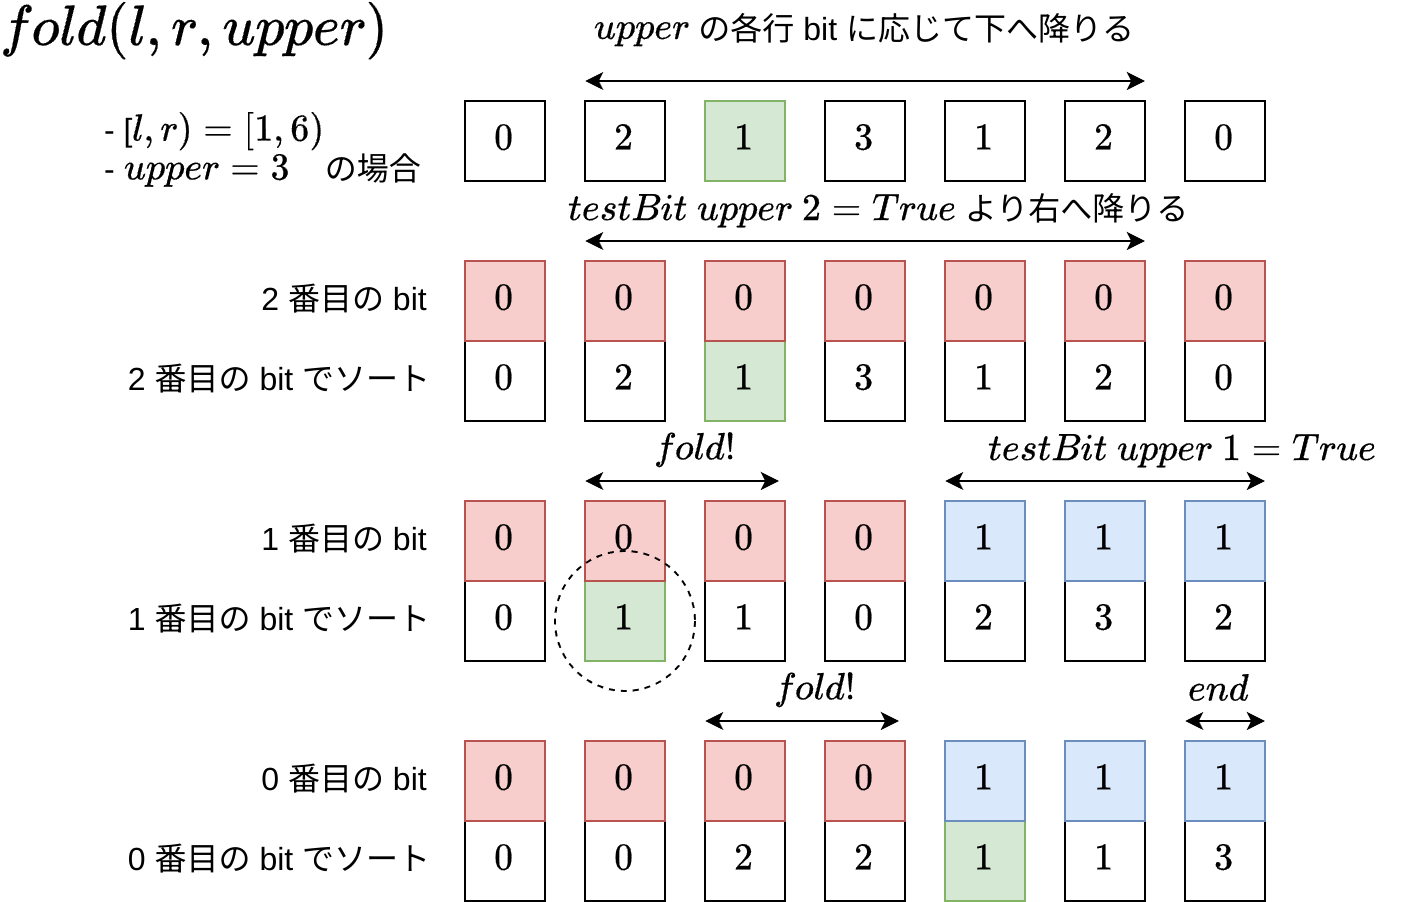 fold(l, r, upper)
upper の各行 bit に応じて下へ降りる
- [l, r) = [1, 6)
- upper = 3 の場合
0 2 1 3 1 2 0
testBit upper 2 = True より右へ降りる
2 番目の bit 0 0 0 0 0 0 0
2 番目の bit でソート 0 2 1 3 1 2 0
fold! testBit upper 1 = True
1 番目の bit 0 0 0 0 1 1 1
1 番目の bit でソート 0 1 1 0 2 3 2
fold! end
0 番目の bit 0 0 0 0 1 1 1
0 番目の bit でソート 0 0 2 2 1 1 3